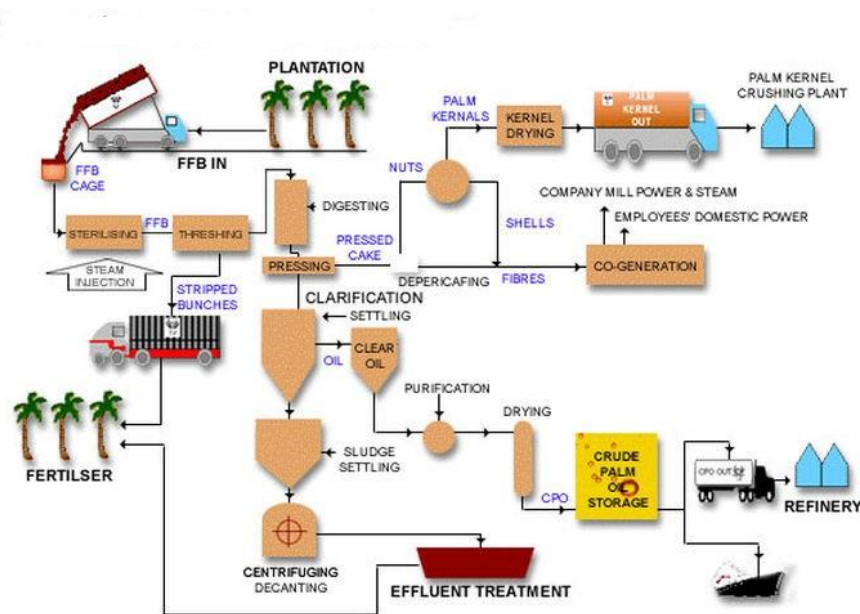 PLANTATION
FFB IN
FFB
CAGE
STERILISING
FFB
THRESHING
STEAM
INJECTION
STRIPPED
BUNCHES
DIGESTING
PRESSING
PRESSED
CAKE
NUTS
PALM
KERNALS
KERNEL
DRYING
PALM
KERNEL
OUT
PALM KERNEL
CRUSHING PLANT
SHELLS
DEPERICAFING
FIBRES
COMPANY MILL POWER & STEAM
EMPLOYEES' DOMESTIC POWER
CO-GENERATION
CLARIFICATION
SETTLING
OIL
CLEAR
OIL
PURIFICATION
DRYING
CPO
CRUDE
PALM
OIL
STORAGE
CPO OUT
REFINERY
SLUDGE
SETTLING
CENTRIFUGING
DECANTING
EFFLUENT TREATMENT
FERTILSER